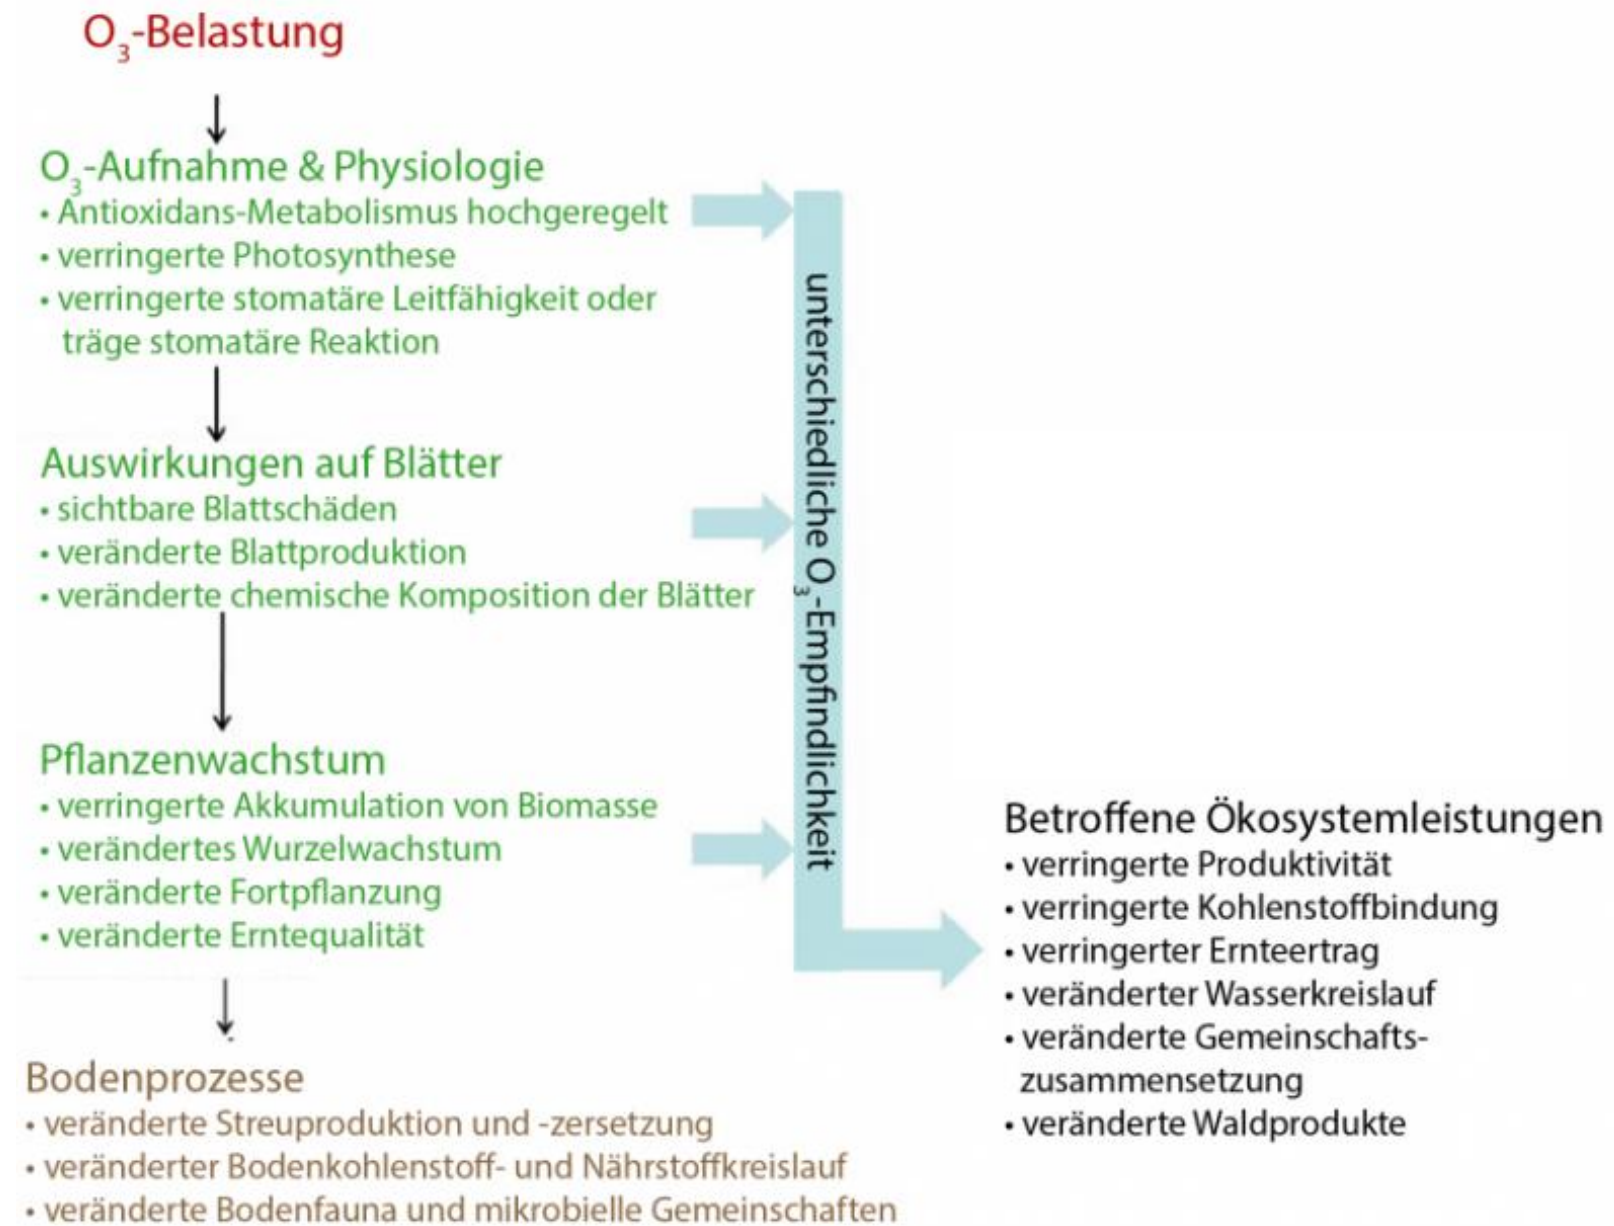 O₃-Belastung
O₃-Aufnahme & Physiologie
• Antioxidans-Metabolismus hochgeregelt
• verringerte Photosynthese
• verringerte stomatäre Leitfähigkeit oder
träge stomatäre Reaktion
Auswirkungen auf Blätter
• sichtbare Blattschäden
• veränderte Blattproduktion
• veränderte chemische Komposition der Blätter
Pflanzenwachstum
• verringerte Akkumulation von Biomasse
• verändertes Wurzelwachstum
• veränderte Fortpflanzung
• veränderte Erntequalität
Bodenprozesse
• veränderte Streuproduktion und -zersetzung
• veränderter Bodenkohlenstoff- und Nährstoffkreislauf
• veränderte Bodenfauna und mikrobielle Gemeinschaften
unterschiedliche O₃-Empfindlichkeit
Betroffene Ökosystemleistungen
• verringerte Produktivität
• verringerte Kohlenstoffbindung
• verringerter Ernteertrag
• veränderter Wasserkreislauf
• veränderte Gemeinschafts-
zusammensetzung
• veränderte Waldprodukte